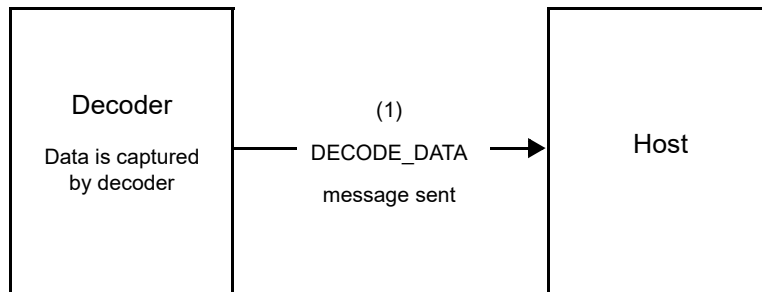 Decoder
Data is captured
by decoder
(1)
DECODE_DATA
message sent
Host